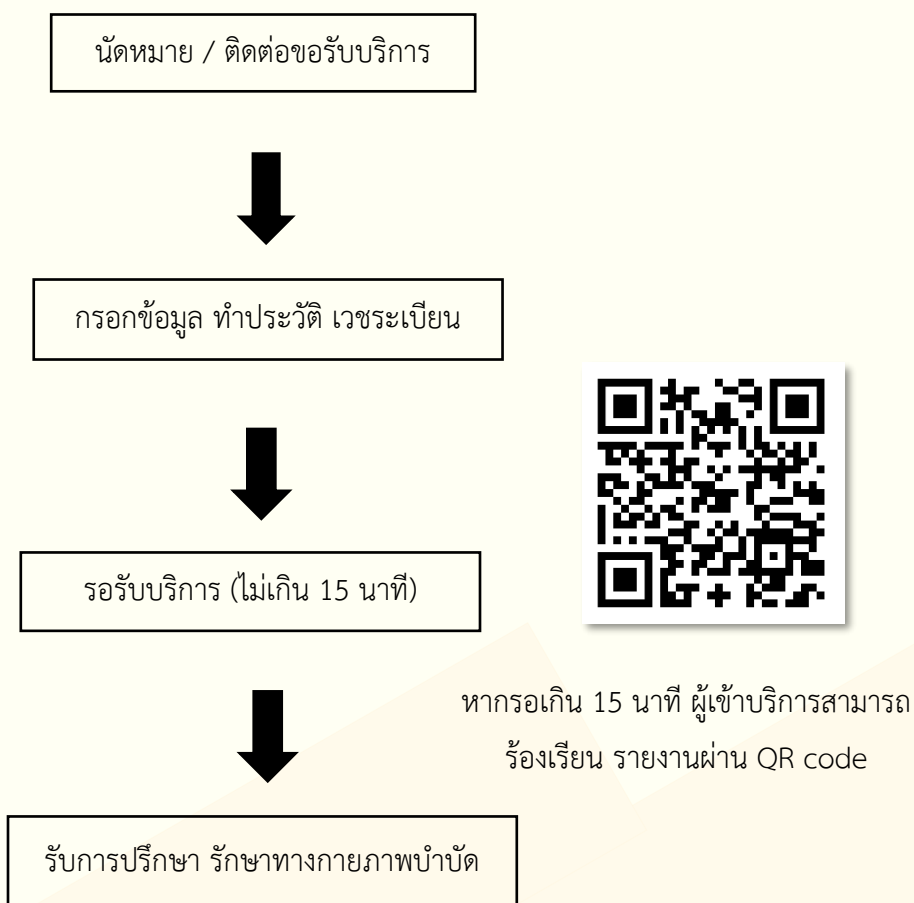 นัดหมาย / ติดต่อขอรับบริการ
กรอกข้อมูล ทำประวัติ เวชระเบียน
รอรับบริการ (ไม่เกิน 15 นาที)
หากรอเกิน 15 นาที ผู้เข้าบริการสามารถ
ร้องเรียน รายงานผ่าน QR code
รับการปรึกษา รักษาทางกายภาพบำบัด